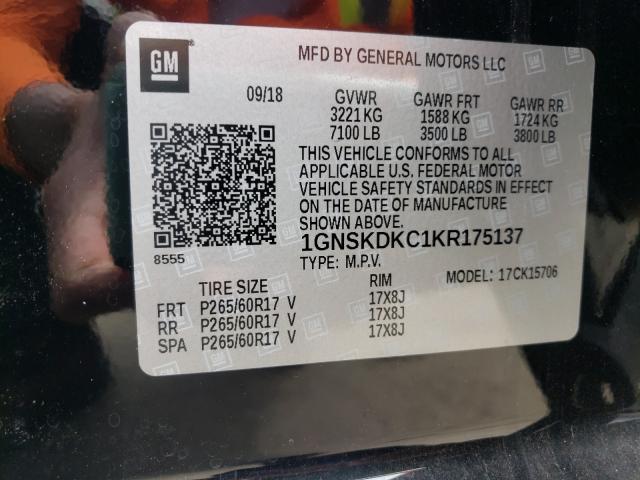 GM
MFD BY GENERAL MOTORS LLC
09/18 GVWR GAWR FRT GAWR RR
3221 KG 1588 KG 1724 KG
7100 LB 3500 LB 3800 LB
THIS VEHICLE CONFORMS TO ALL
APPLICABLE U.S. FEDERAL MOTOR
VEHICLE SAFETY STANDARDS IN EFFECT
ON THE DATE OF MANUFACTURE
SHOWN ABOVE.
8555
1GNSKDKC1KR175137
TYPE: M.P.V. MODEL: 17CK15706
TIRE SIZE RIM
FRT P265/60R17 V 17X8J
RR P265/60R17 V 17X8J
SPA P265/60R17 V 17X8J